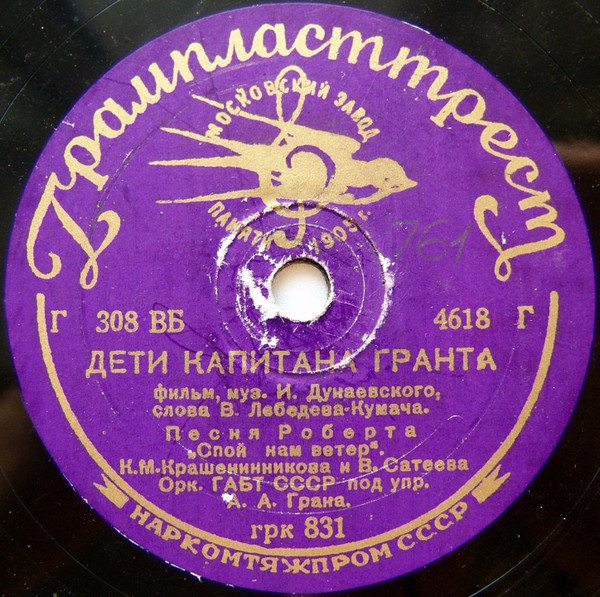 Грампласттрест
МОСКОВСКИЙ ЗАВОД
ПАМЯТИ 1905 г.
761
Г 308 ВБ 4618 Г
ДЕТИ КАПИТАНА ГРАНТА
фильм, муз. И. Дунаевского,
слова В. Лебедева-Кумача.
Песня Роберта
„Спой нам ветер".
К.М.Крашенинникова и В. Сатеева
Орк. ГАБТ СССР под упр.
А. А. Грана.
грк 831
НАРКОМТЯЖПРОМ СССР